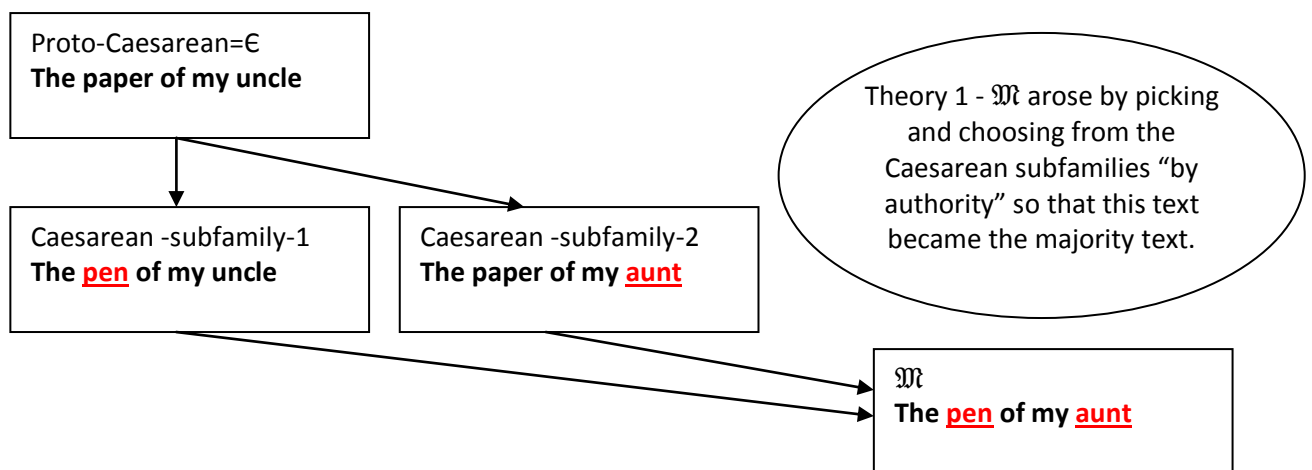 Proto-Caesarean=Є
The paper of my uncle
Theory 1 - 𝔐 arose by picking
and choosing from the
Caesarean subfamilies “by
authority” so that this text
became the majority text.
Caesarean -subfamily-1
The pen of my uncle
Caesarean -subfamily-2
The paper of my aunt
𝔐
The pen of my aunt